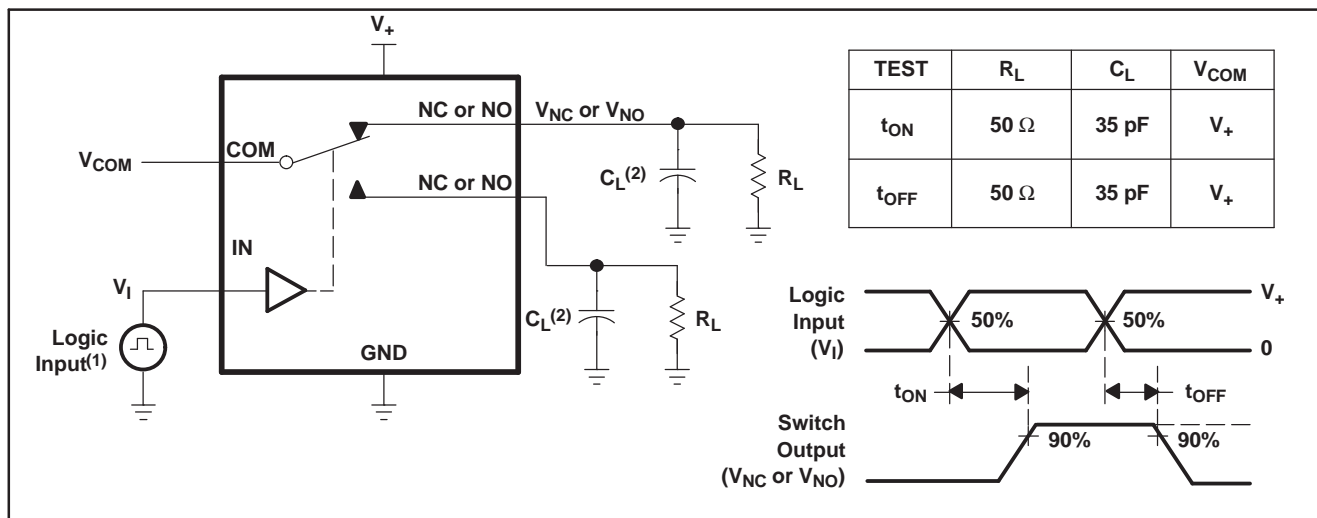 V+
NC or NO
VNC or VNO
COM
VCOM
CL(2)
RL
NC or NO
IN
VI
CL(2)
RL
Logic
Input(1)
GND
TEST RL CL VCOM
tON 50 Ω 35 pF V+
tOFF 50 Ω 35 pF V+
Logic
Input
(VI)
50%
50%
V+
0
tON
tOFF
Switch
Output
(VNC or VNO)
90%
90%